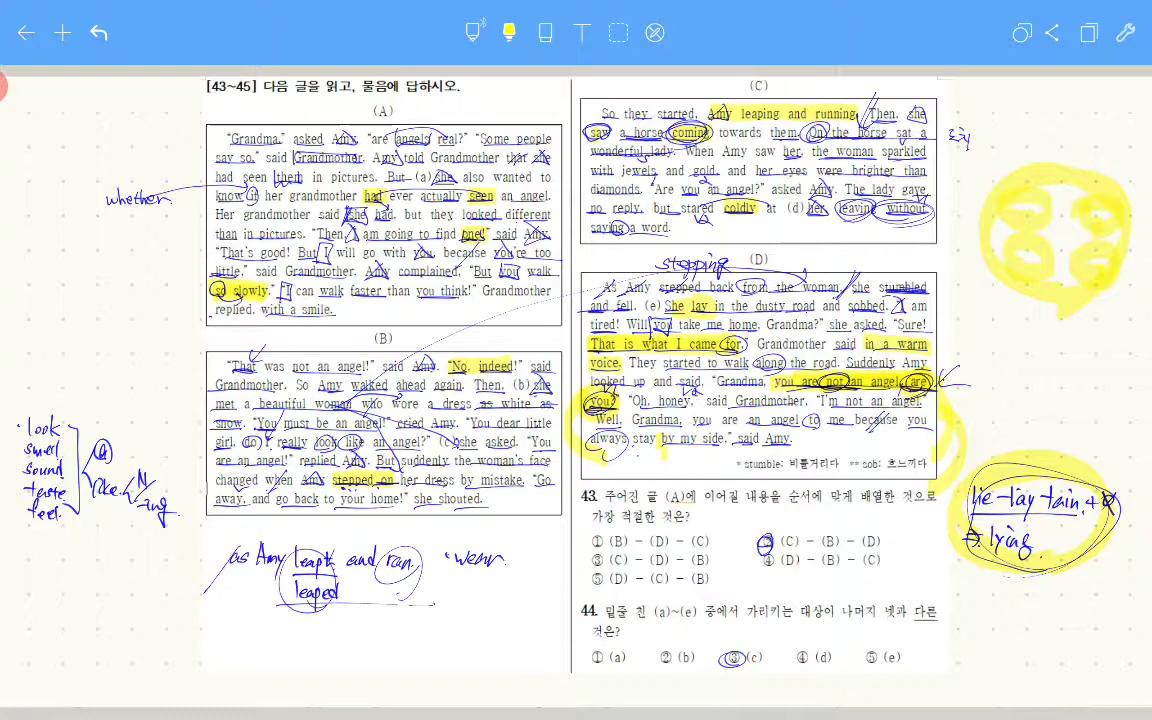 [43~45] 다음 글을 읽고, 물음에 답하시오.
(A)
“Grandma,” asked Amy, “are angels real?” “Some people
say so,” said Grandmother. Amy told Grandmother that she
had seen them in pictures. But (a) she also wanted to
know if her grandmother had ever actually seen an angel.
Her grandmother said she had, but they looked different
than in pictures. “Then, I am going to find one!” said Amy.
“That's good! But I will go with you, because you're too
little,” said Grandmother. Amy complained, “But you walk
so slowly.” “I can walk faster than you think!” Grandmother
replied, with a smile.
whether
(B)
“That was not an angel!” said Amy. “No, indeed!” said
Grandmother. So Amy walked ahead again. Then, (b) she
met a beautiful woman who wore a dress as white as
snow. “You must be an angel!” cried Amy. “You dear little
girl, do I really look like an angel?” (c) she asked. “You
are an angel!” replied Amy. But suddenly the woman's face
changed when Amy stepped on her dress by mistake. “Go
away, and go back to your home!” she shouted.
look
smell
sound
taste
feel
like
N
-ing
as Amy leapt and ran
leaped
wear
(C)
So they started, Amy leaping and running. Then, she
saw a horse coming towards them. On the horse sat a
wonderful lady. When Amy saw her, the woman sparkled
with jewels and gold, and her eyes were brighter than
diamonds. “Are you an angel?” asked Amy. The lady gave
no reply, but stared coldly at (d) her, leaving without
saying a word.
stepping
(D)
As Amy stepped back from the woman, she stumbled
and fell. (e) She lay in the dusty road and sobbed. “I am
tired! Will you take me home, Grandma?” she asked. “Sure!
That is what I came for,” Grandmother said in a warm
voice. They started to walk along the road. Suddenly Amy
looked up and said, “Grandma, you are not an angel, are
you?” “Oh, honey,” said Grandmother, “I'm not an angel.”
“Well, Grandma, you are an angel to me because you
always stay by my side,” said Amy.
* stumble: 비틀거리다 ** sob: 흐느끼다
lie - lay - lain
lying
43. 주어진 글 (A)에 이어질 내용을 순서에 맞게 배열한 것으로
가장 적절한 것은?
① (B) - (D) - (C) ② (C) - (B) - (D)
③ (C) - (D) - (B) ④ (D) - (B) - (C)
⑤ (D) - (C) - (B)
44. 밑줄 친 (a)~(e) 중에서 가리키는 대상이 나머지 넷과 다른
것은?
① (a) ② (b) ③ (c) ④ (d) ⑤ (e)